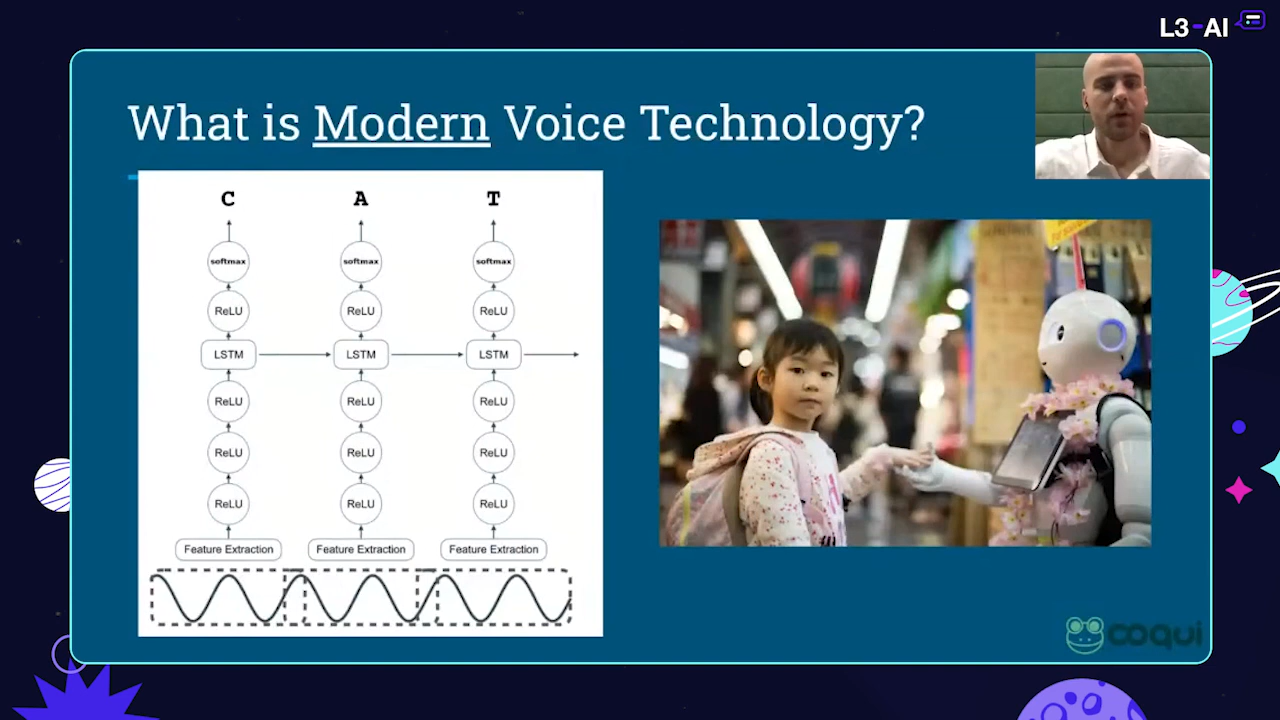 L3-AI
What is Modern Voice Technology?
C A T
softmax softmax softmax
ReLU ReLU ReLU
LSTM LSTM LSTM
ReLU ReLU ReLU
ReLU ReLU ReLU
ReLU ReLU ReLU
Feature Extraction Feature Extraction Feature Extraction
coqui